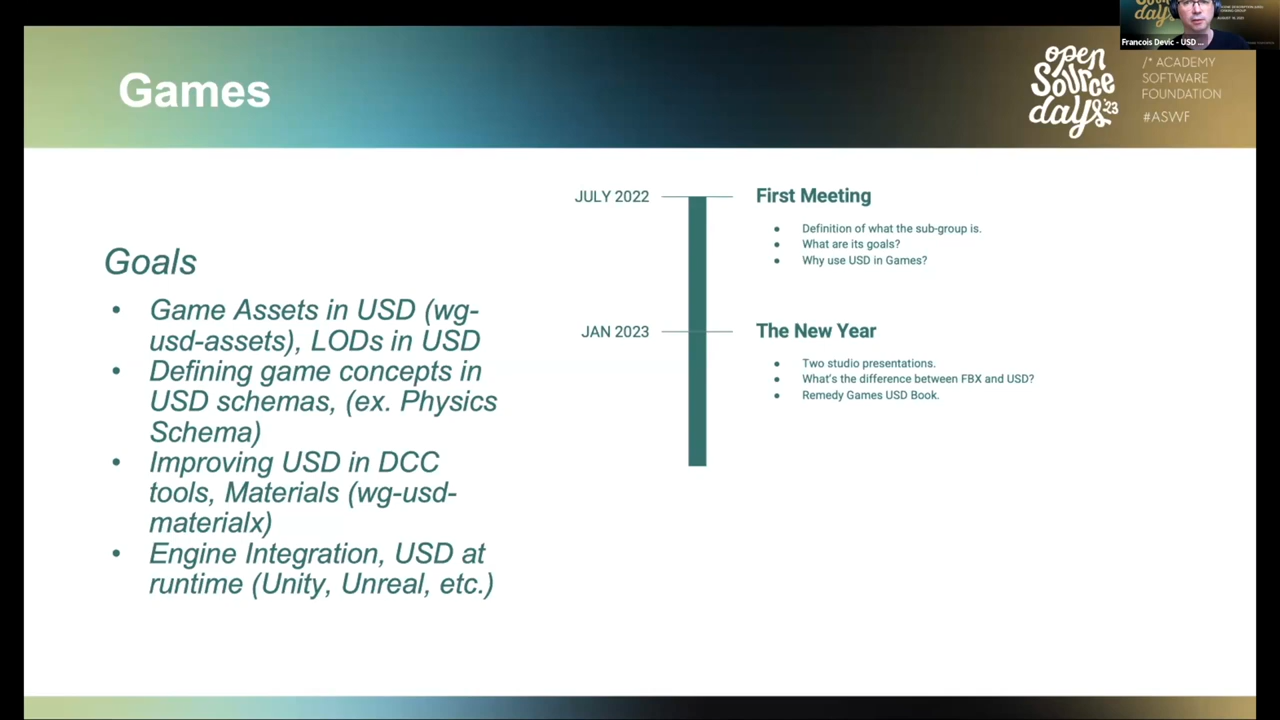 Games
open
Source
days '23
/* ACADEMY
SOFTWARE
FOUNDATION
#ASWF
Francois Devic - USD ...
Goals
• Game Assets in USD (wg-
usd-assets), LODs in USD
• Defining game concepts in
USD schemas, (ex. Physics
Schema)
• Improving USD in DCC
tools, Materials (wg-usd-
materialx)
• Engine Integration, USD at
runtime (Unity, Unreal, etc.)
JULY 2022
First Meeting
• Definition of what the sub-group is.
• What are its goals?
• Why use USD in Games?
JAN 2023
The New Year
• Two studio presentations.
• What's the difference between FBX and USD?
• Remedy Games USD Book.